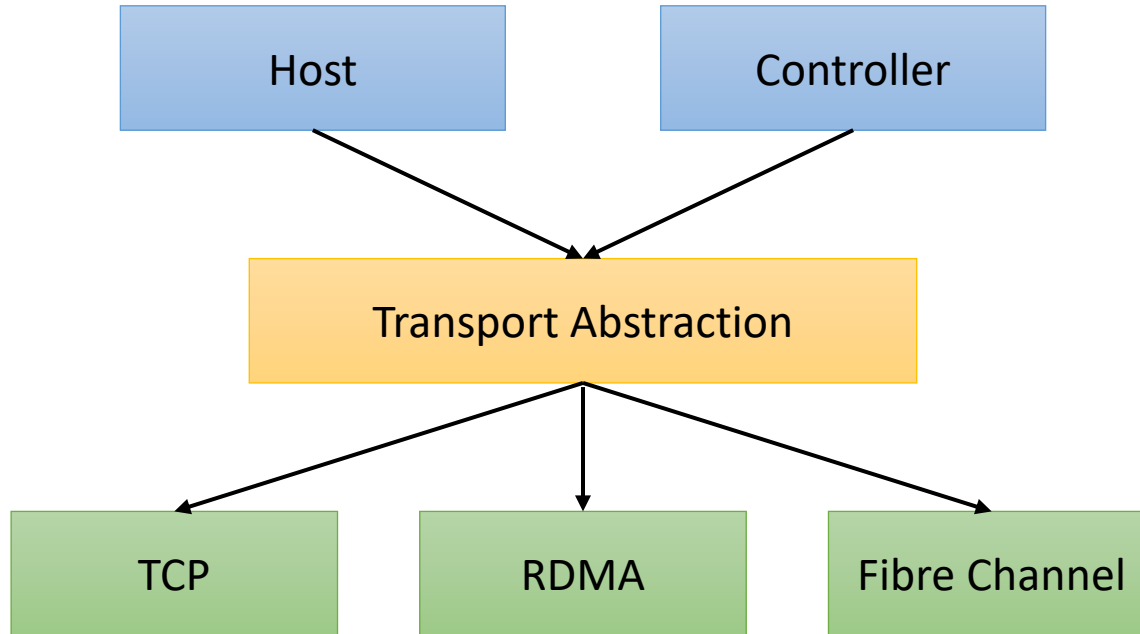 Host
Controller
Transport Abstraction
TCP
RDMA
Fibre Channel